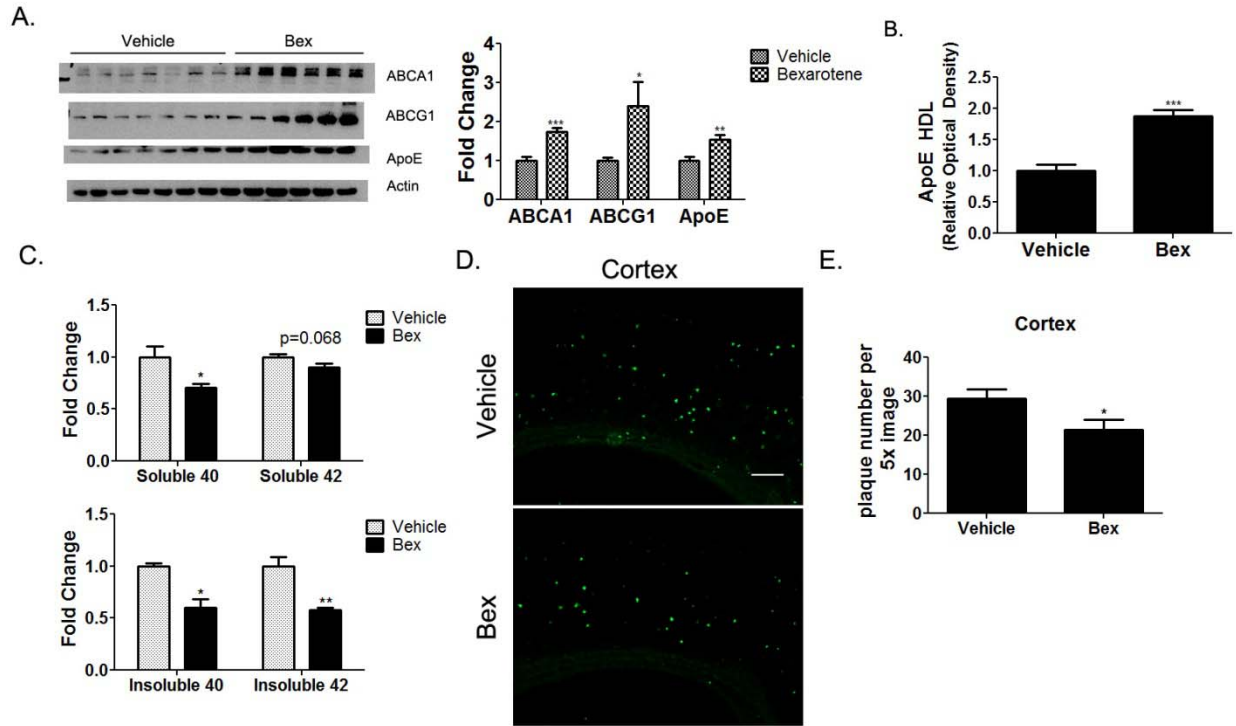 A.
Vehicle Bex
ABCA1
ABCG1
ApoE
Actin
Fold Change
4
3
2
1
0
*** * **
ABCA1 ABCG1 ApoE
Vehicle
Bexarotene
B.
ApoE HDL
(Relative Optical Density)
2.5
2.0
1.5
1.0
0.5
0.0
***
Vehicle Bex
C.
Fold Change
1.5
1.0
0.5
0.0
*
p=0.068
Soluble 40 Soluble 42
Vehicle
Bex
Fold Change
1.5
1.0
0.5
0.0
* **
Insoluble 40 Insoluble 42
Vehicle
Bex
D.
Cortex
Vehicle
Bex
E.
Cortex
plaque number per
5x image
40
30
20
10
0
*
Vehicle Bex